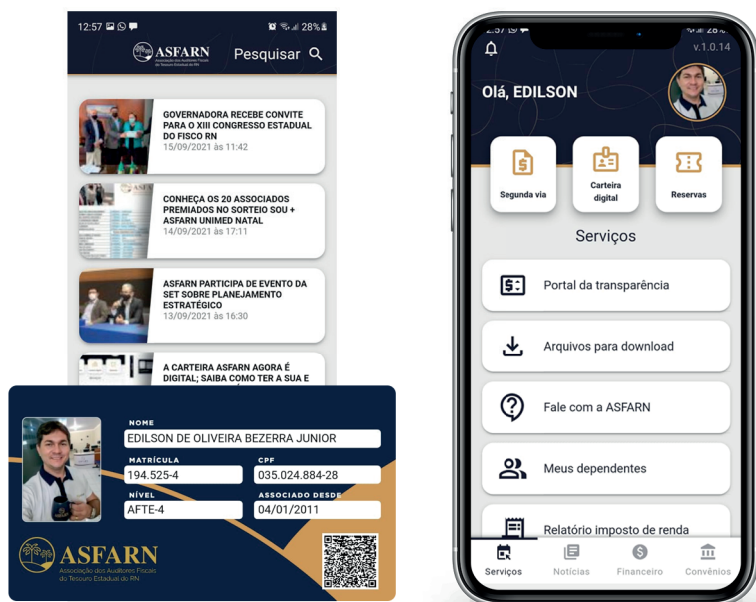 12:57
28%
ASFARN
Associação dos Auditores Fiscais
do Tesouro Estadual do RN
Pesquisar
GOVERNADORA RECEBE CONVITE
PARA O XIII CONGRESSO ESTADUAL
DO FISCO RN
15/09/2021 às 11:42
CONHEÇA OS 20 ASSOCIADOS
PREMIADOS NO SORTEIO SOU +
ASFARN UNIMED NATAL
14/09/2021 às 17:11
ASFARN PARTICIPA DE EVENTO DA
SET SOBRE PLANEJAMENTO
ESTRATÉGICO
13/09/2021 às 16:30
A CARTEIRA ASFARN AGORA É
DIGITAL; SAIBA COMO TER A SUA E
NOME
EDILSON DE OLIVEIRA BEZERRA JUNIOR
MATRÍCULA
CPF
194.525-4
035.024.884-28
NÍVEL
ASSOCIADO DESDE
AFTE-4
04/01/2011
ASFARN
Associação dos Auditores Fiscais
do Tesouro Estadual do RN
v.1.0.14
Olá, EDILSON
Segunda via
Carteira
digital
Reservas
Serviços
Portal da transparência
Arquivos para download
Fale com a ASFARN
Meus dependentes
Relatório imposto de renda
Serviços
Notícias
Financeiro
Convênios